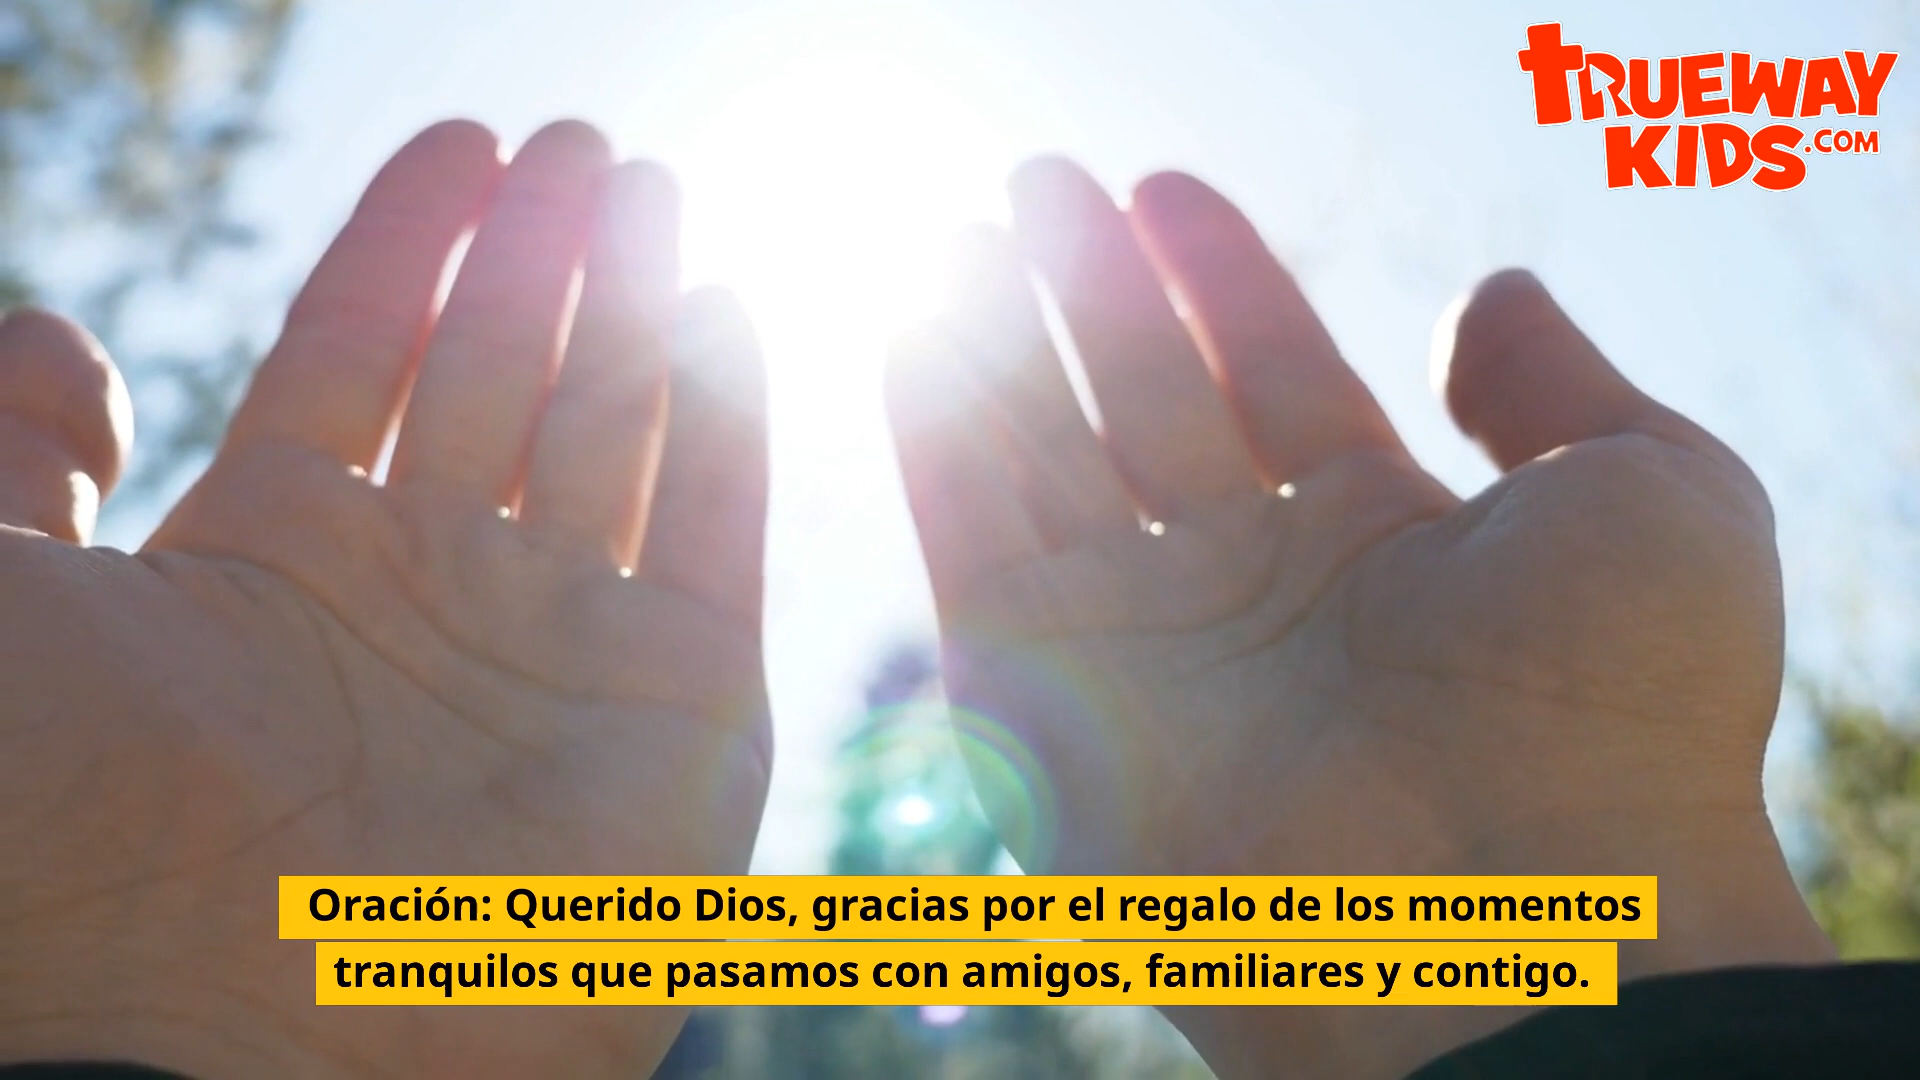 TRUEWAY
KIDS.COM
Oración: Querido Dios, gracias por el regalo de los momentos
tranquilos que pasamos con amigos, familiares y contigo.